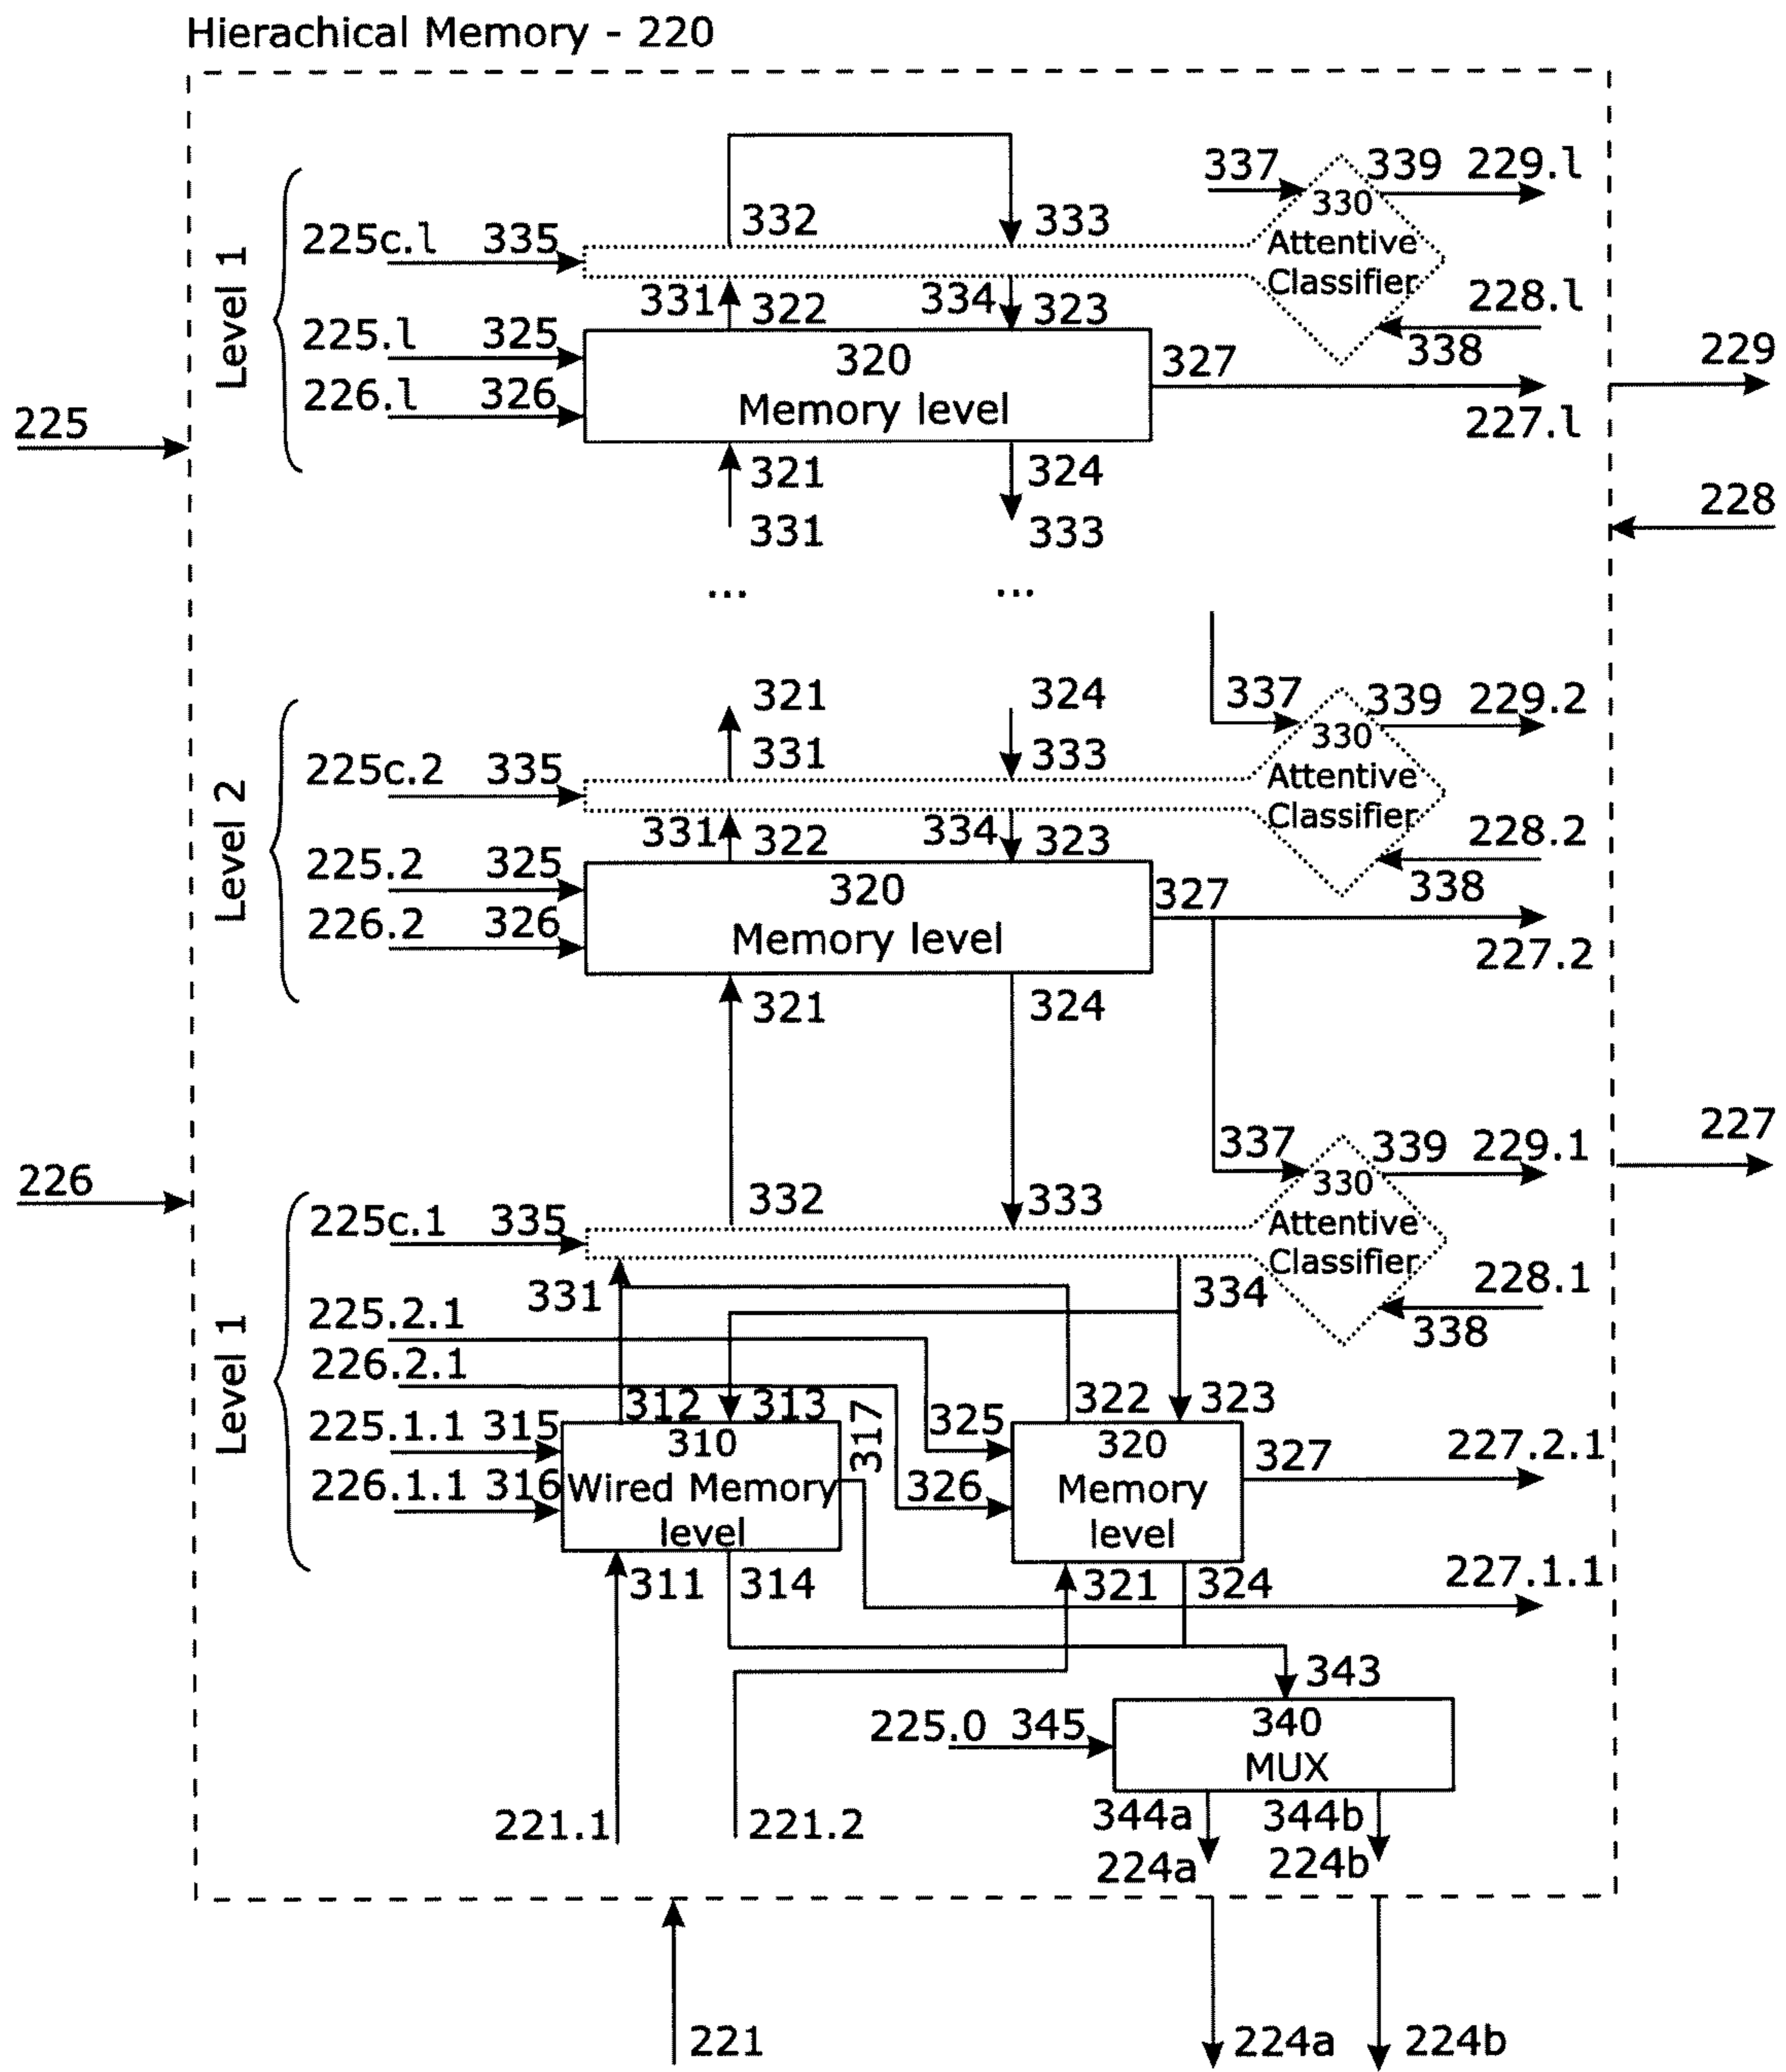 Hierachical Memory - 220
337 339 229.l
330
332 333
Attentive
225c.l 335
Classifier
331 322 334 323
228.l
338
Level 1
225.l 325
320
327
229
226.l 326
Memory level
227.l
225
321 324
331 333
228
... ...
321 324
337 339 229.2
330
331 333
225c.2 335
Attentive
Classifier
331 322 334 323
228.2
338
Level 2
225.2 325
320
327
226.2 326
Memory level
227.2
321 324
227
337 339 229.1
226
330
332 333
225c.1 335
Attentive
Classifier
331 334
228.1
338
Level 1
225.2.1
226.2.1
312 313 317 322 323
225.1.1 315
310
325
320
327 227.2.1
226.1.1 316
Wired Memory
level
326
Memory
level
311 314 321 324 227.1.1
343
225.0 345
340
MUX
221.1 221.2 344a 344b
224a 224b
221 224a 224b